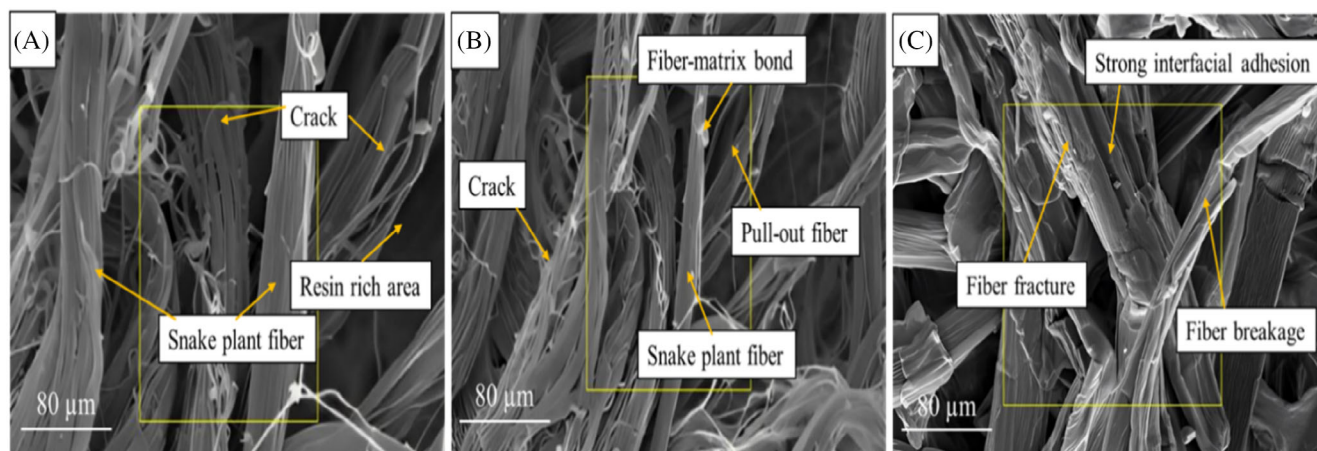 (A)
Crack
Resin rich area
Snake plant fiber
80 µm
(B)
Fiber-matrix bond
Crack
Pull-out fiber
Snake plant fiber
80 µm
(C)
Strong interfacial adhesion
Fiber fracture
Fiber breakage
80 µm